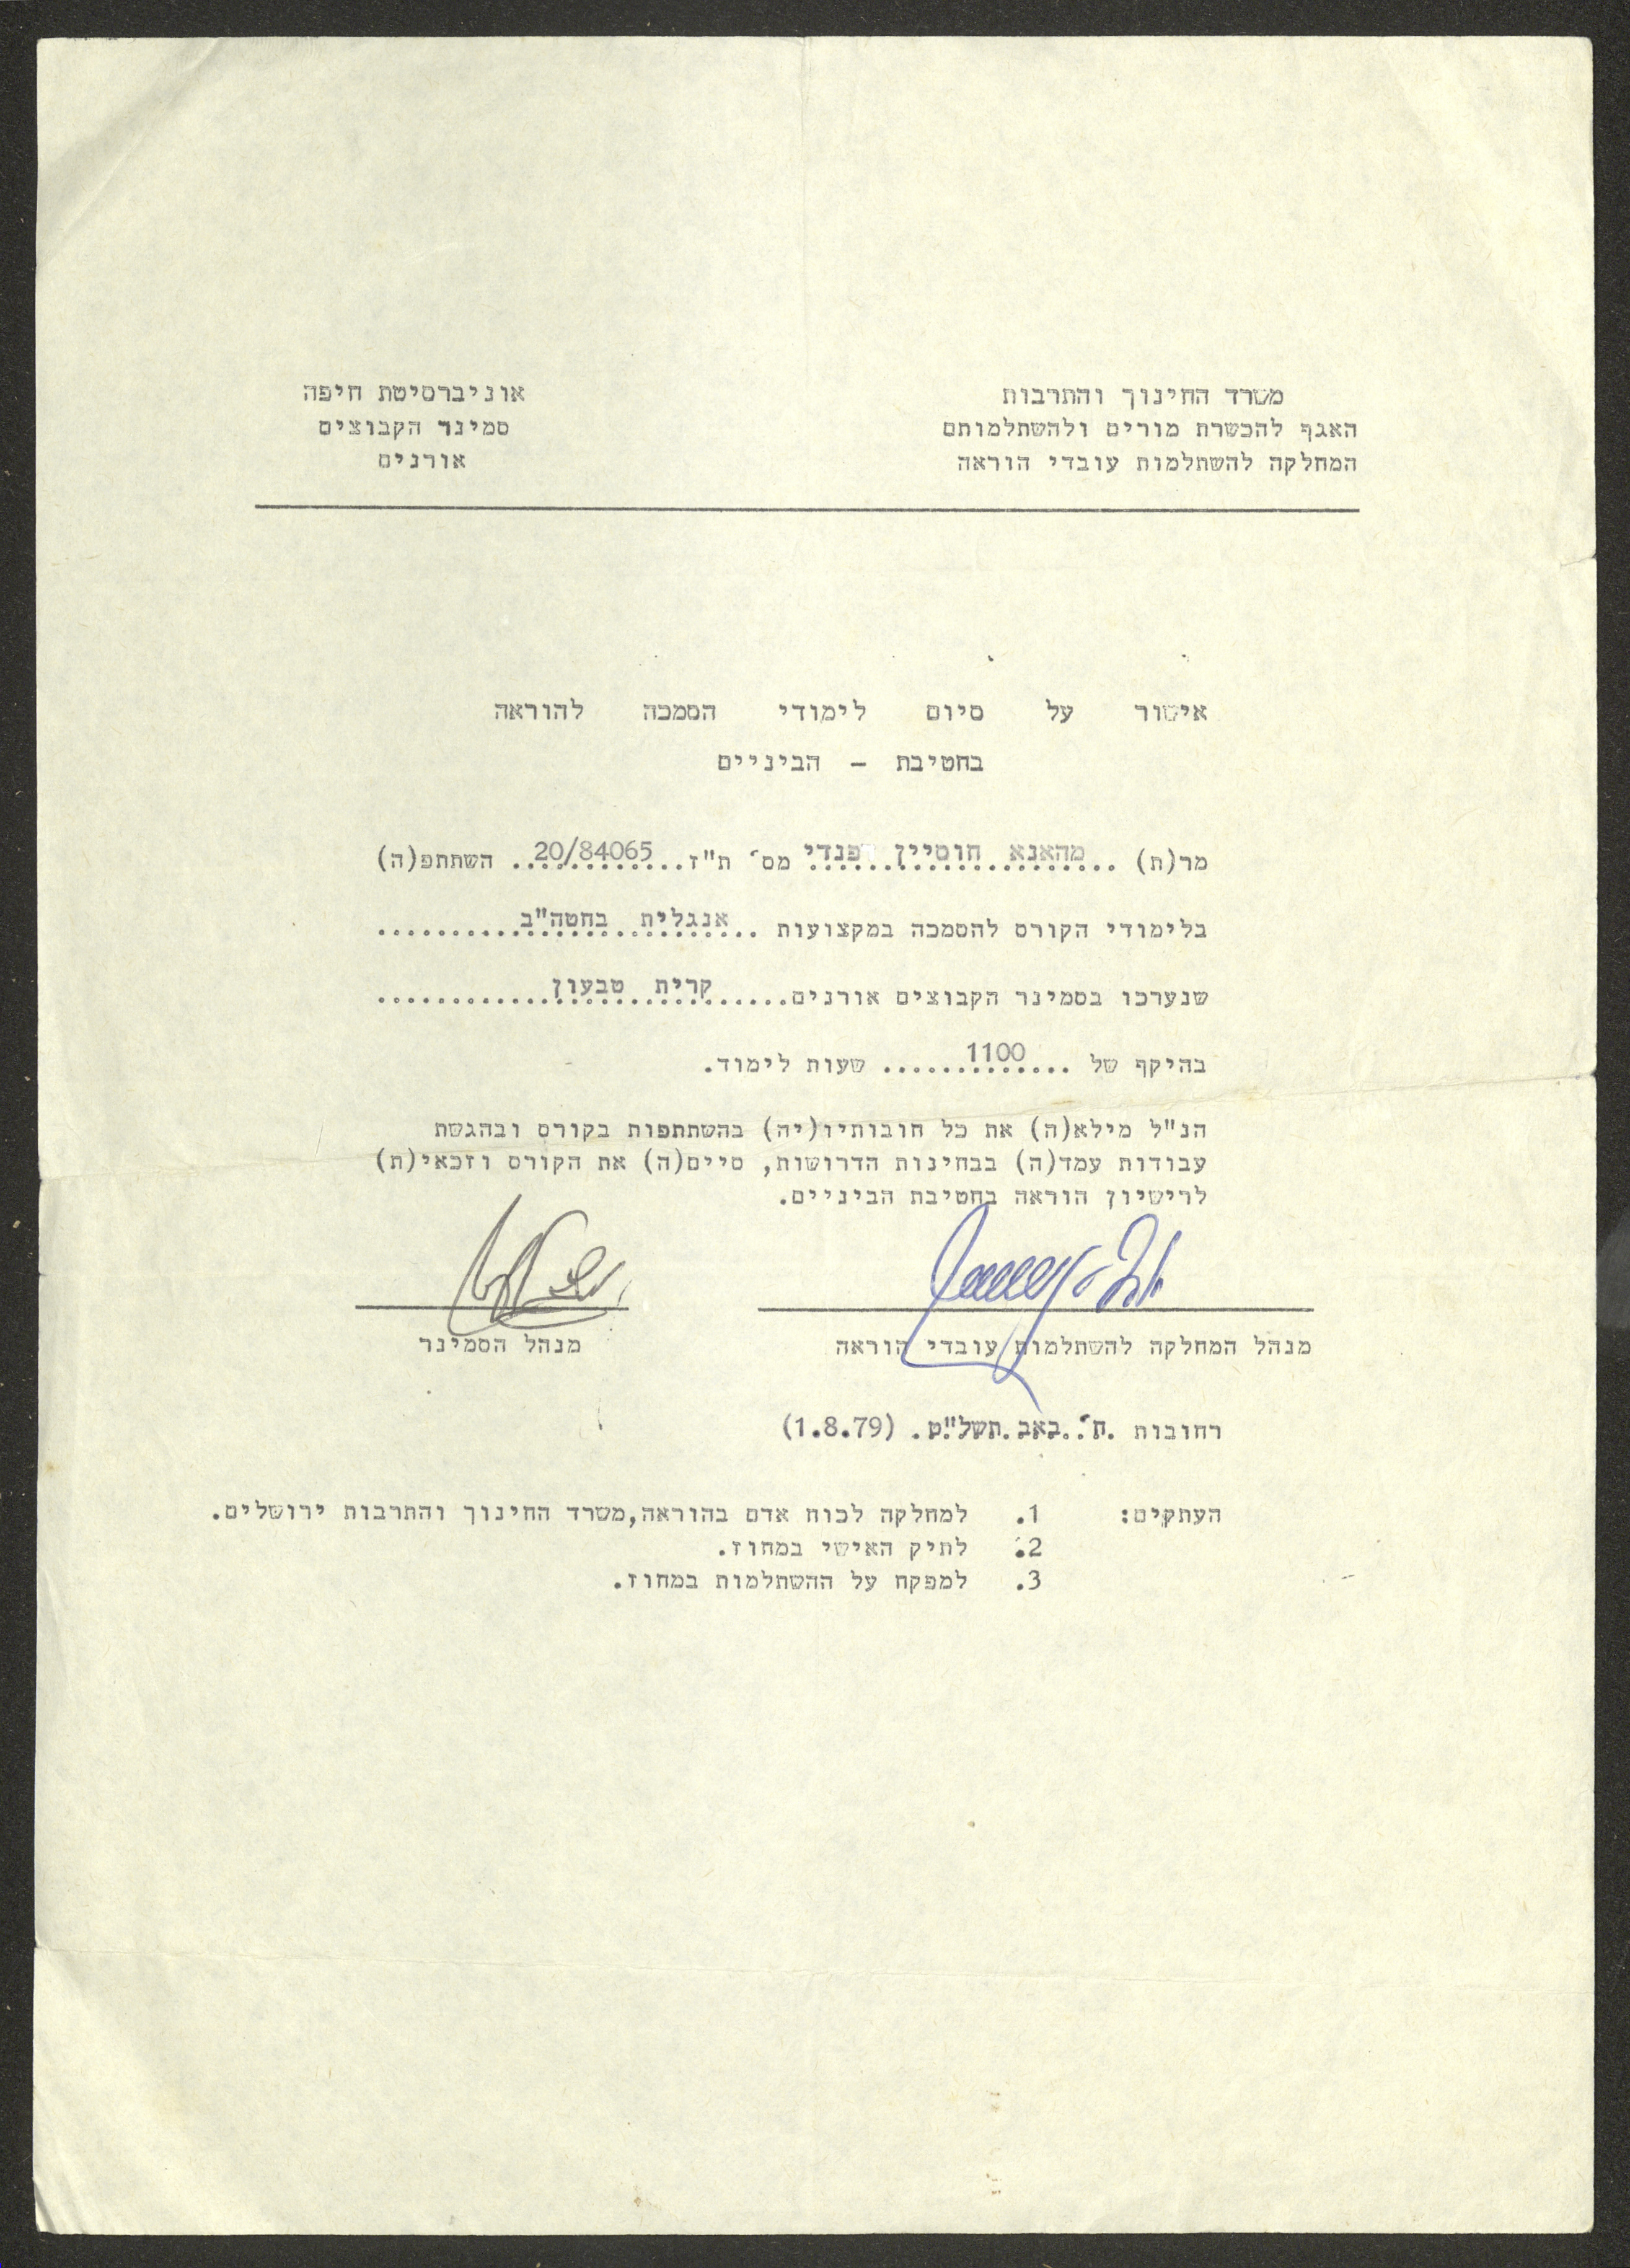 משרד החינוך והתרבות
האגף להכשרת מורים ולהשתלמותם
המחלקה להשתלמות עובדי הוראה
אוניברסיטת חיפה
סמינר הקבוצים
אורנים
אישור על סיום לימודי הסמכה להוראה
בחטיבת - הביניים
מר(ת) מהאנא חוסיין מס' ת"ז 20/84065 השתתפ(ה)
בלימודי הקורס להסמכה במקצועות אנגלית בחטה"ב
שנערכו בסמינר הקבוצים אורנים קרית טבעון
בהיקף של 1100 שעות לימוד.
הנ"ל מילא(ה) את כל חובותיו(יה) בהשתתפות בקורס ובהגשת
עבודות עמד(ה) בבחינות הדרושות, סיים(ה) את הקורס וזכאי(ת)
לרישיון הוראה בחטיבת הביניים.
מנהל המחלקה להשתלמות עובדי הוראה
מנהל הסמינר
רחובות ח' באב תשל"ט. (1.8.79)
העתקים: 1. למחלקה לכוח אדם בהוראה,משרד החינוך והתרבות ירושלים.
2. לתיק האישי במחוז.
3. למפקח על ההשתלמות במחוז.